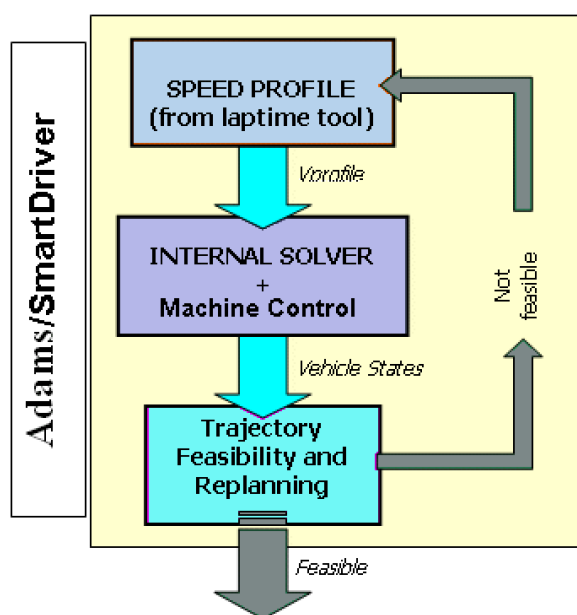 Adams/SmartDriver
SPEED PROFILE
(from laptime tool)
Vprofile
INTERNAL SOLVER
+
Machine Control
Vehicle States
Not
feasible
Trajectory
Feasibility and
Replanning
Feasible